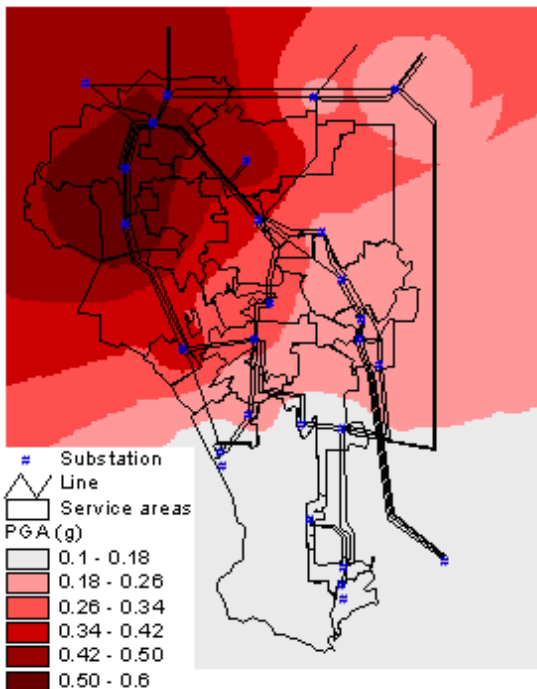 # Substation
Line
Service areas
PGA (g)
0.1 - 0.18
0.18 - 0.26
0.26 - 0.34
0.34 - 0.42
0.42 - 0.50
0.50 - 0.6